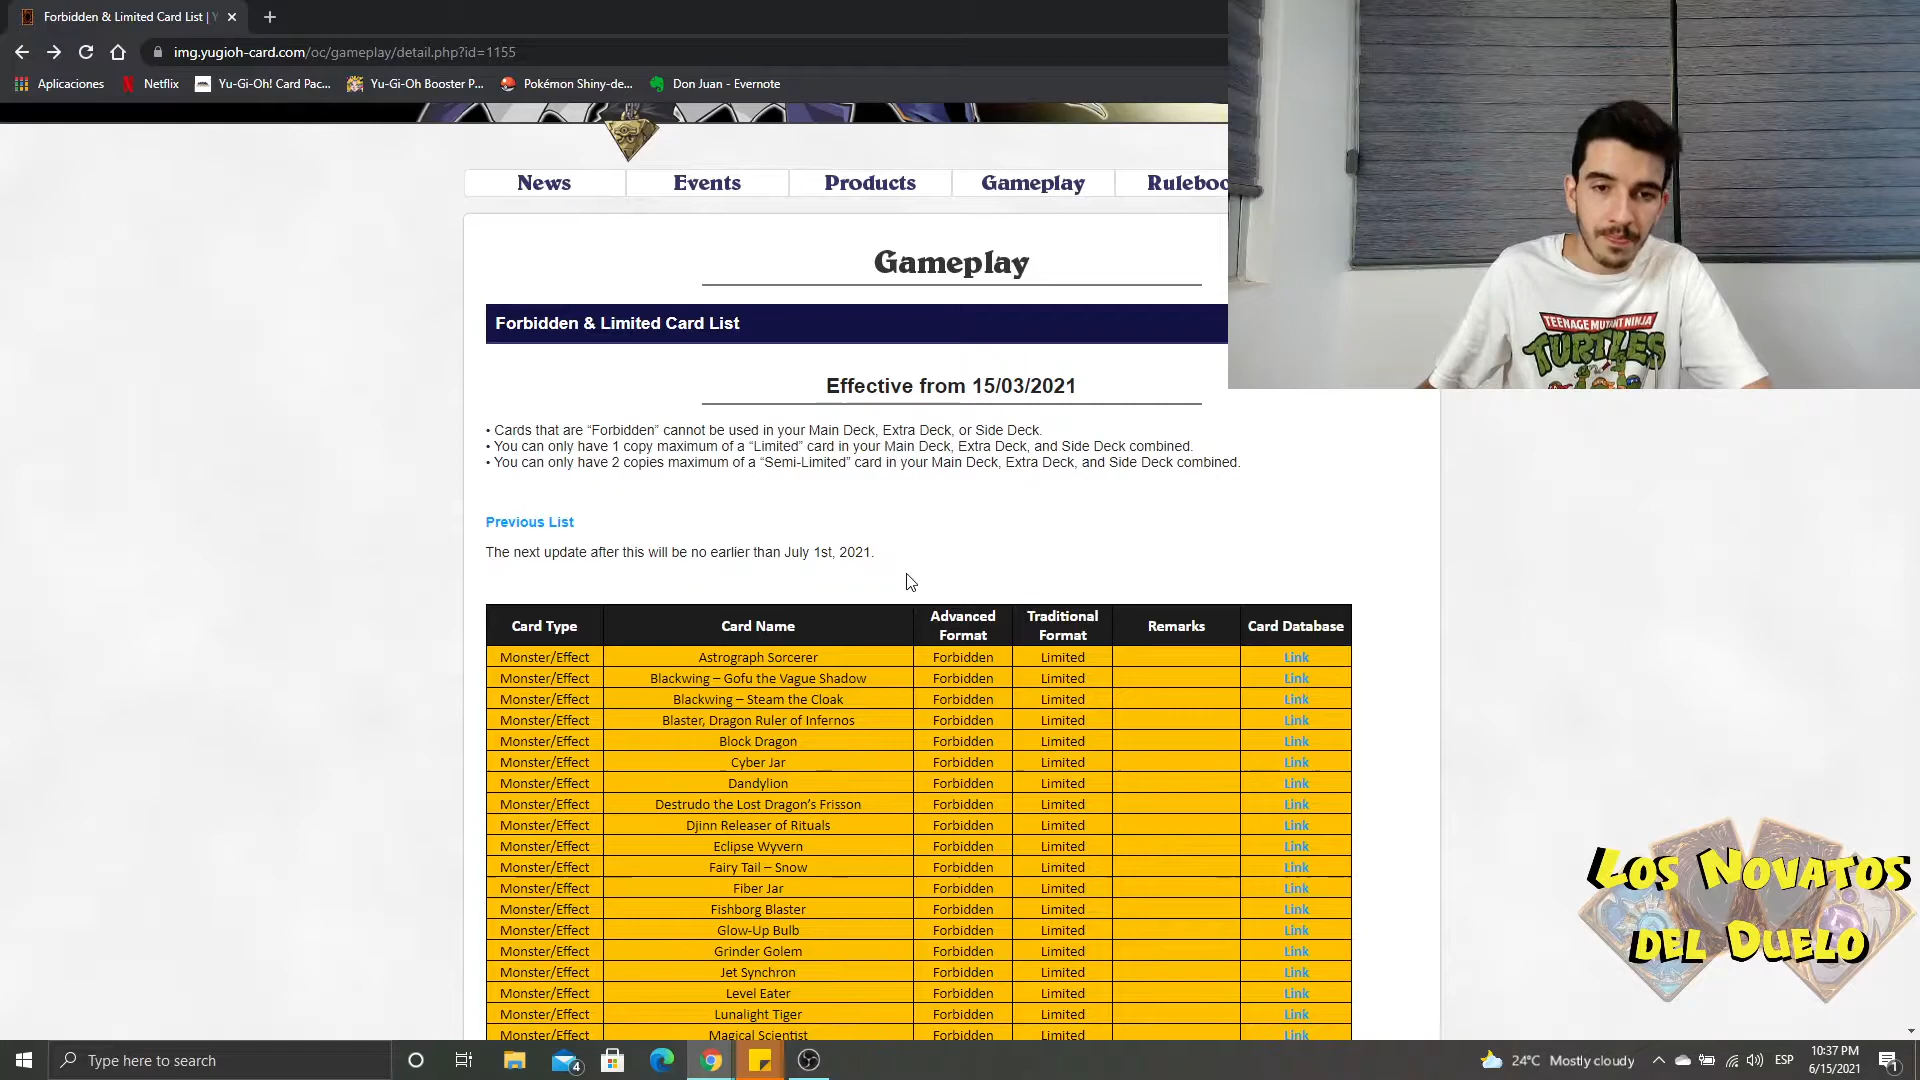 Forbidden & Limited Card List |
img.yugioh-card.com/oc/gameplay/detail.php?id=1155
Aplicaciones Netflix Yu-Gi-Oh! Card Pac... Yu-Gi-Oh Booster P... Pokémon Shiny-de... Don Juan - Evernote
News Events Products Gameplay Ruleboo
Gameplay
Forbidden & Limited Card List
Effective from 15/03/2021
• Cards that are “Forbidden” cannot be used in your Main Deck, Extra Deck, or Side Deck.
• You can only have 1 copy maximum of a “Limited” card in your Main Deck, Extra Deck, and Side Deck combined.
• You can only have 2 copies maximum of a “Semi-Limited” card in your Main Deck, Extra Deck, and Side Deck combined.
Previous List
The next update after this will be no earlier than July 1st, 2021.
Card Type Card Name Advanced Format Traditional Format Remarks Card Database
Monster/Effect Astrograph Sorcerer Forbidden Limited Link
Monster/Effect Blackwing – Gofu the Vague Shadow Forbidden Limited Link
Monster/Effect Blackwing – Steam the Cloak Forbidden Limited Link
Monster/Effect Blaster, Dragon Ruler of Infernos Forbidden Limited Link
Monster/Effect Block Dragon Forbidden Limited Link
Monster/Effect Cyber Jar Forbidden Limited Link
Monster/Effect Dandylion Forbidden Limited Link
Monster/Effect Destrudo the Lost Dragon’s Frisson Forbidden Limited Link
Monster/Effect Djinn Releaser of Rituals Forbidden Limited Link
Monster/Effect Eclipse Wyvern Forbidden Limited Link
Monster/Effect Fairy Tail – Snow Forbidden Limited Link
Monster/Effect Fiber Jar Forbidden Limited Link
Monster/Effect Fishborg Blaster Forbidden Limited Link
Monster/Effect Glow-Up Bulb Forbidden Limited Link
Monster/Effect Grinder Golem Forbidden Limited Link
Monster/Effect Jet Synchron Forbidden Limited Link
Monster/Effect Level Eater Forbidden Limited Link
Monster/Effect Lunalight Tiger Forbidden Limited Link
Monster/Effect Magical Scientist Forbidden Limited Link
TEENAGE MUTANT NINJA
TURTLES
LOS NOVATOS
DEL DUELO
Type here to search
4
24°C Mostly cloudy
ESP
10:37 PM
6/15/2021
1